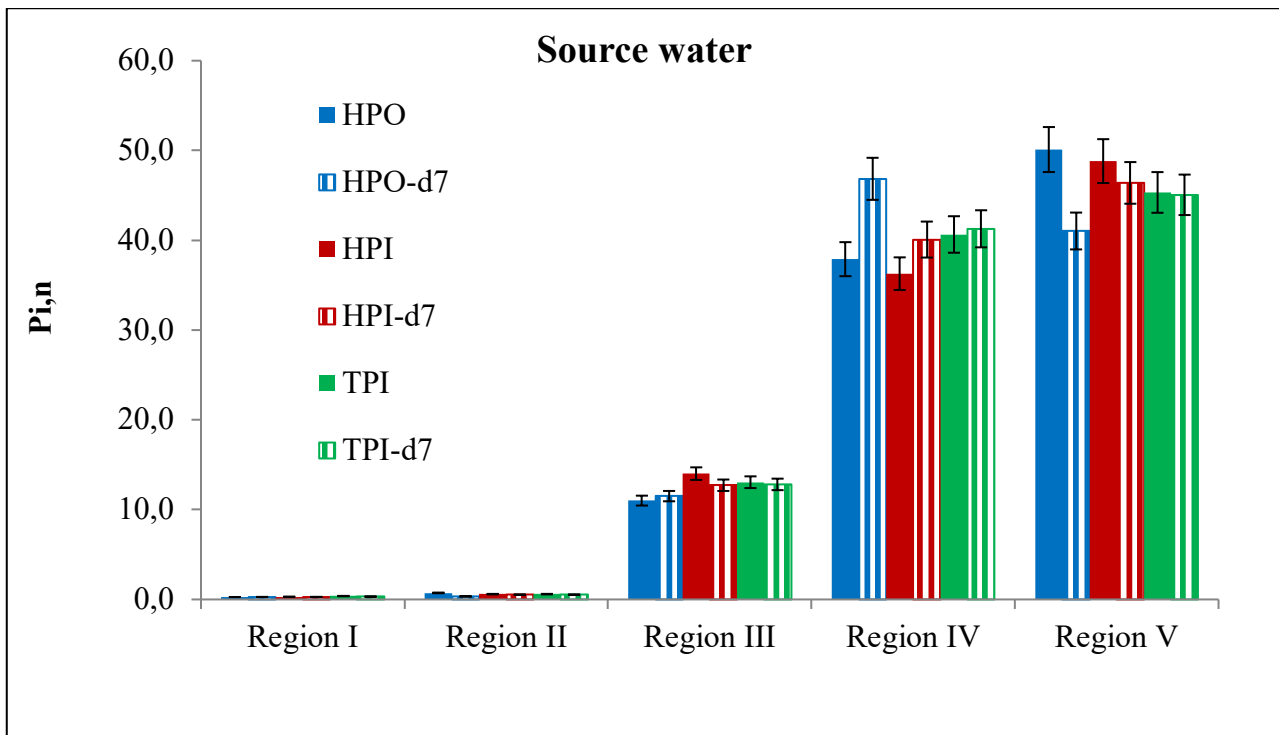 Source water
60,0
50,0
40,0
30,0
20,0
10,0
0,0
Pi,n
HPO
HPO-d7
HPI
HPI-d7
TPI
TPI-d7
Region I
Region II
Region III
Region IV
Region V